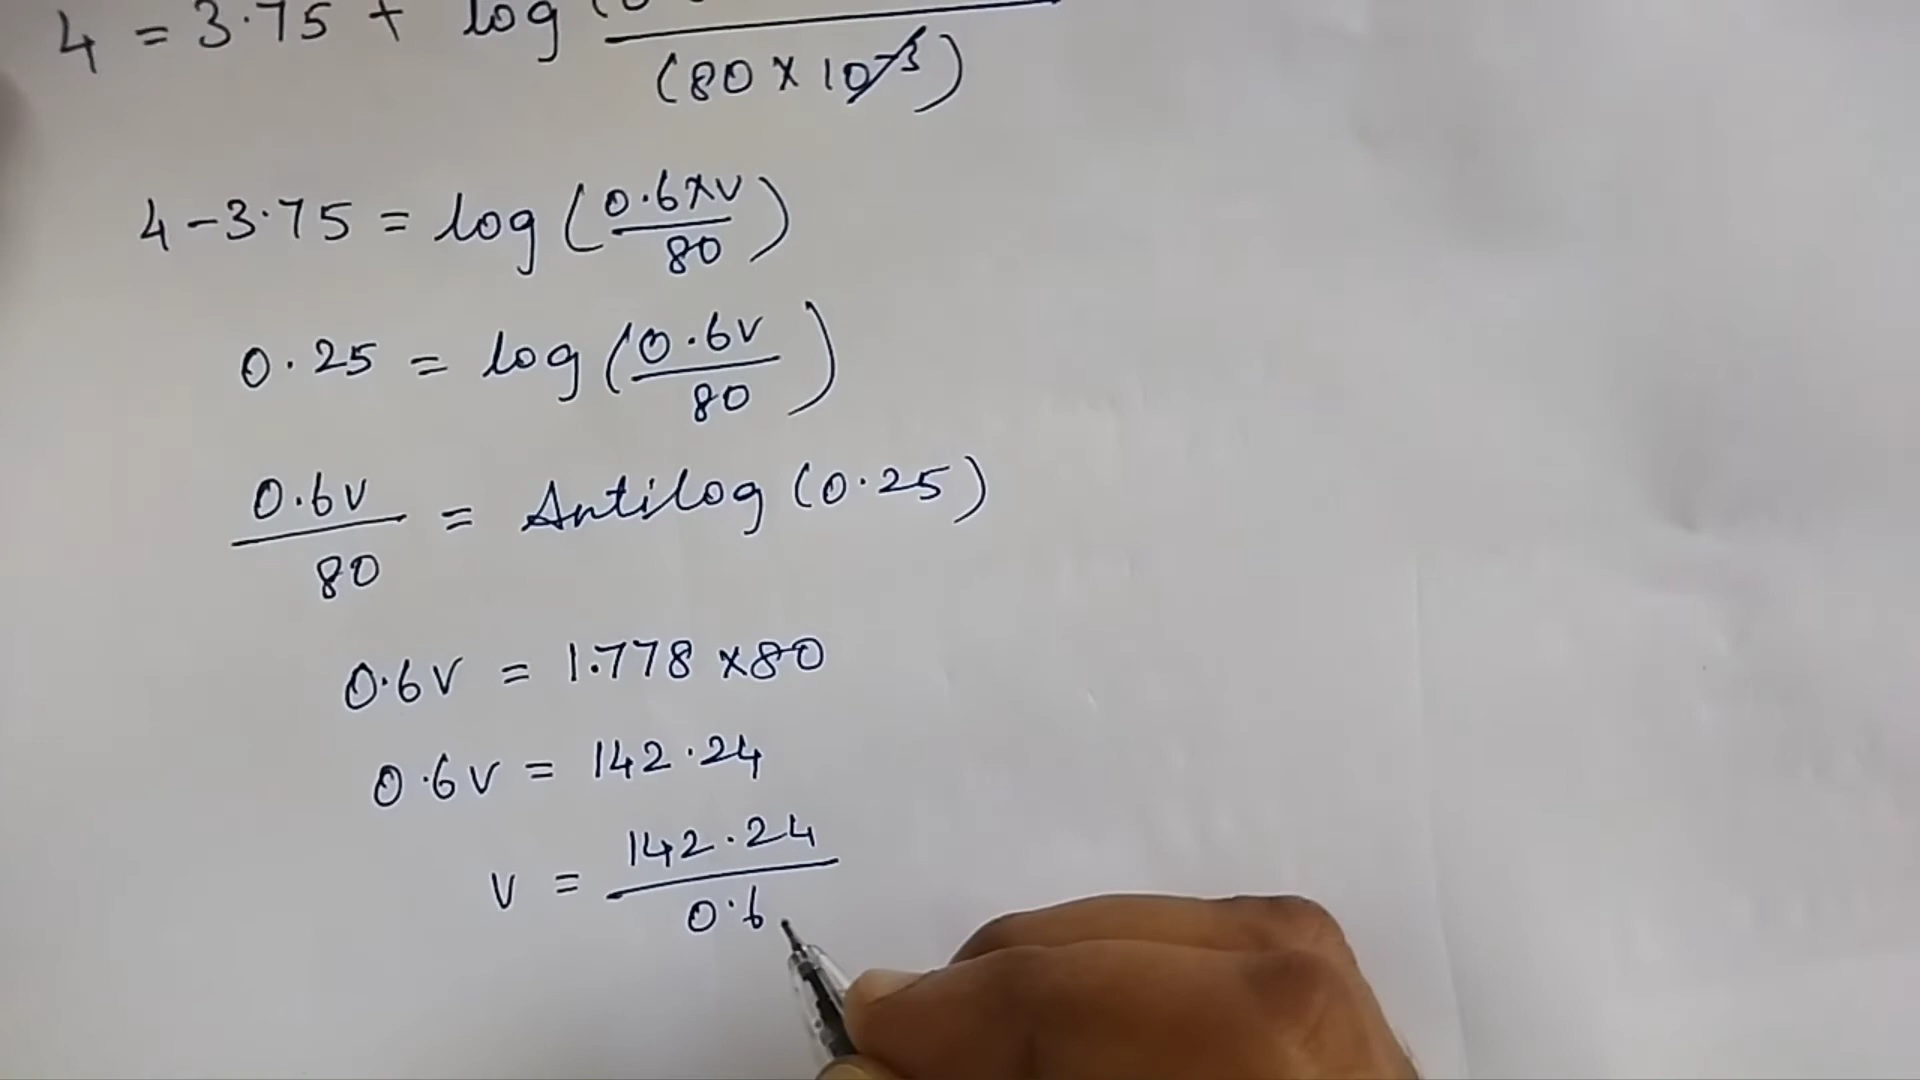 4 = 3.75 + log (0
(80 × 10-3)
4 - 3.75 = log (0.6×v/80)
0.25 = log (0.6v/80)
0.6v/80 = Antilog (0.25)
0.6v = 1.778 ×80
0.6v = 142.24
v = 142.24/0.6